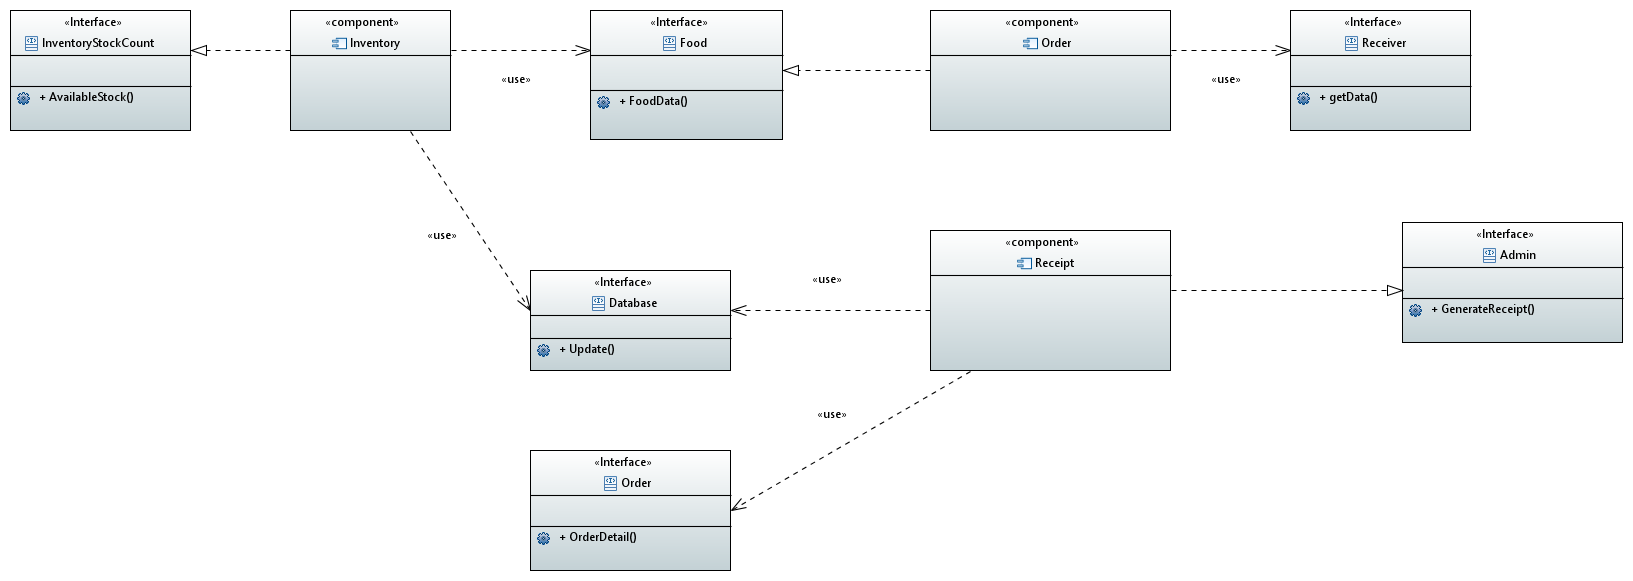 «Interface»
InventoryStockCount
+ AvailableStock()
«component»
Inventory
«use»
«Interface»
Food
+ FoodData()
«component»
Order
«use»
«Interface»
Receiver
+ getData()
«use»
«Interface»
Database
+ Update()
«use»
«component»
Receipt
«Interface»
Admin
+ GenerateReceipt()
«use»
«Interface»
Order
+ OrderDetail()